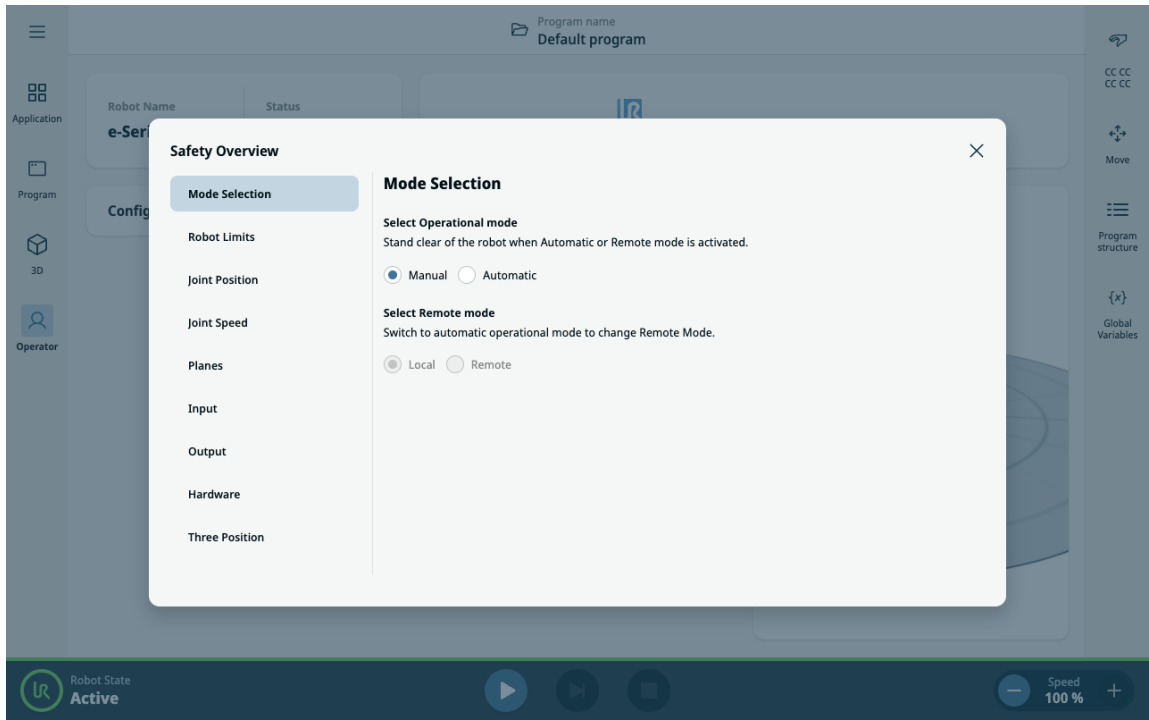 Program name
Default program
Application
Program
3D
Operator
Robot Name
Status
e-Seri
Config
Safety Overview
Mode Selection
Robot Limits
Joint Position
Joint Speed
Planes
Input
Output
Hardware
Three Position
Mode Selection
Select Operational mode
Stand clear of the robot when Automatic or Remote mode is activated.
Manual Automatic
Select Remote mode
Switch to automatic operational mode to change Remote Mode.
Local Remote
CC CC
CC CC
Move
Program
structure
{x}
Global
Variables
Robot State
Active
Speed
100 %